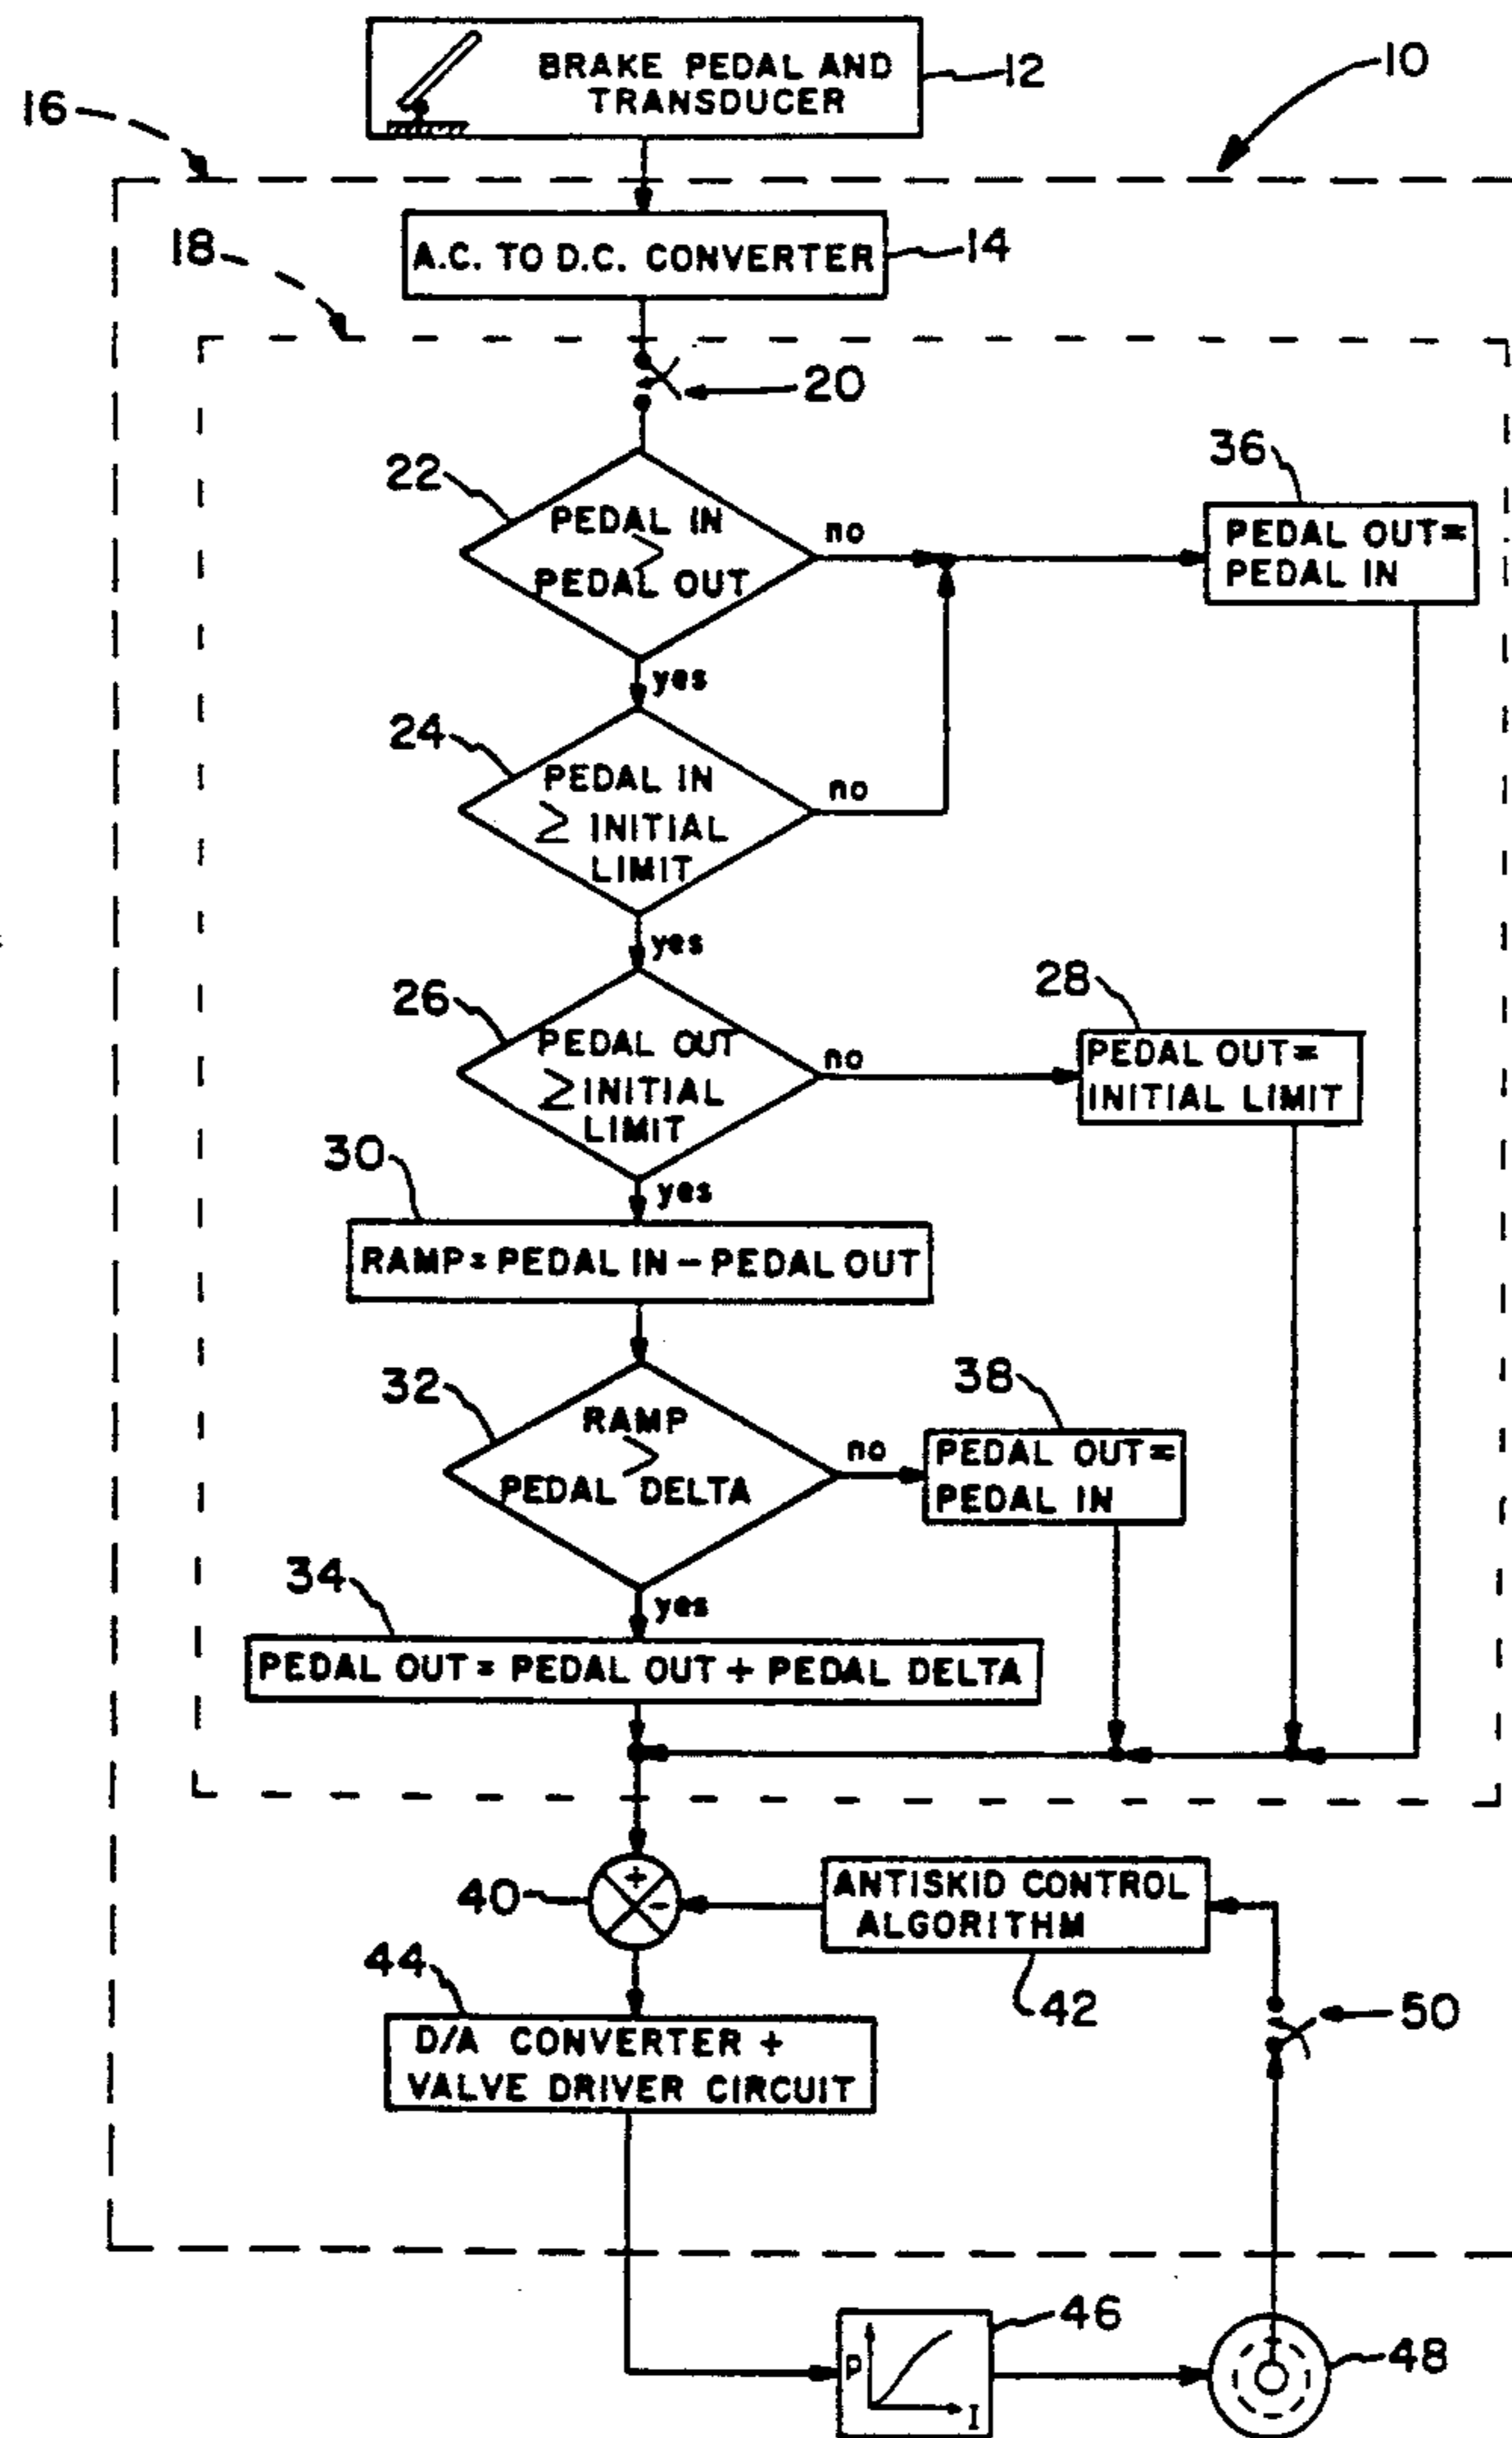 BRAKE PEDAL AND
TRANSDUCER
12
10
16
A.C. TO D.C. CONVERTER
14
18
20
22
PEDAL IN
>
PEDAL OUT
no
36
PEDAL OUT=
PEDAL IN
yes
24
PEDAL IN
≥ INITIAL
LIMIT
no
yes
26
PEDAL OUT
≥ INITIAL
LIMIT
no
28
PEDAL OUT=
INITIAL LIMIT
yes
30
RAMP=PEDAL IN-PEDAL OUT
32
RAMP
>
PEDAL DELTA
no
38
PEDAL OUT=
PEDAL IN
yes
34
PEDAL OUT=PEDAL OUT+PEDAL DELTA
40
+
-
ANTISKID CONTROL
ALGORITHM
42
44
D/A CONVERTER +
VALVE DRIVER CIRCUIT
50
P
I
46
48